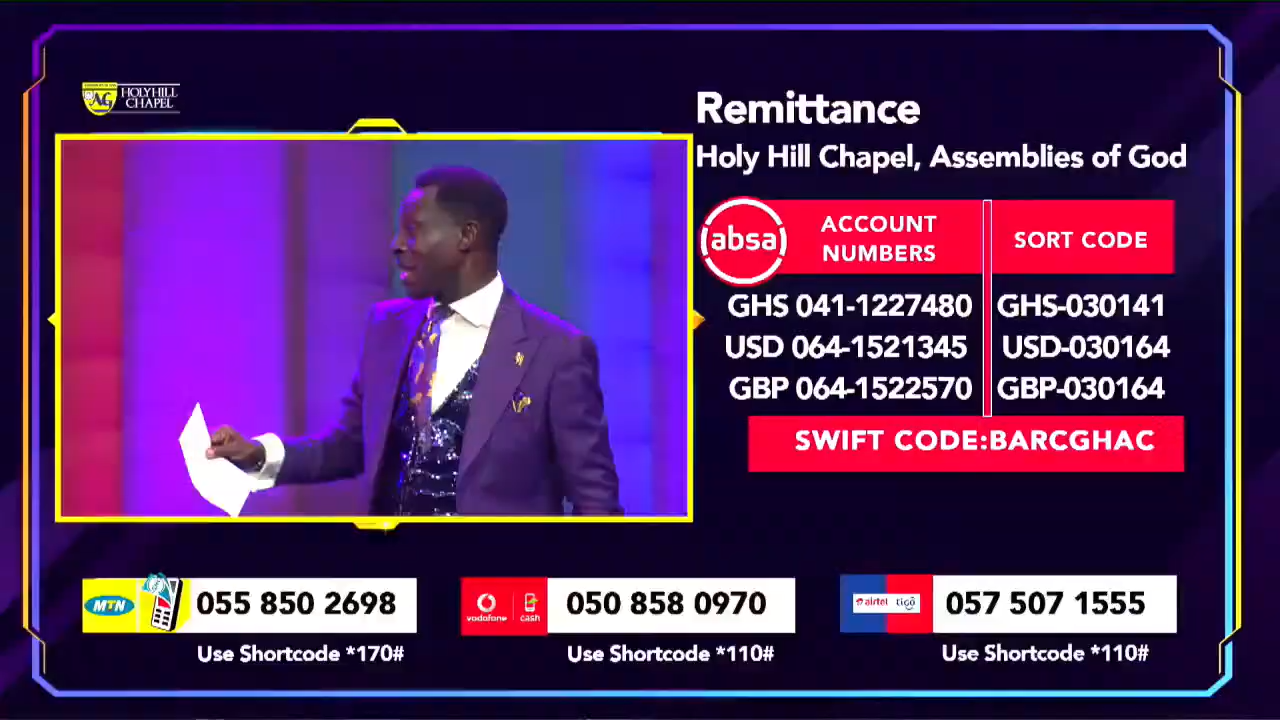 HOLYHILL
CHAPEL
AG
Remittance
Holy Hill Chapel, Assemblies of God
absa
ACCOUNT
NUMBERS
SORT CODE
GHS 041-1227480 GHS-030141
USD 064-1521345 USD-030164
GBP 064-1522570 GBP-030164
SWIFT CODE:BARCGHAC
MTN 055 850 2698
vodafone cash 050 858 0970
airtel tigo 057 507 1555
Use Shortcode *170#
Use Shortcode *110#
Use Shortcode *110#